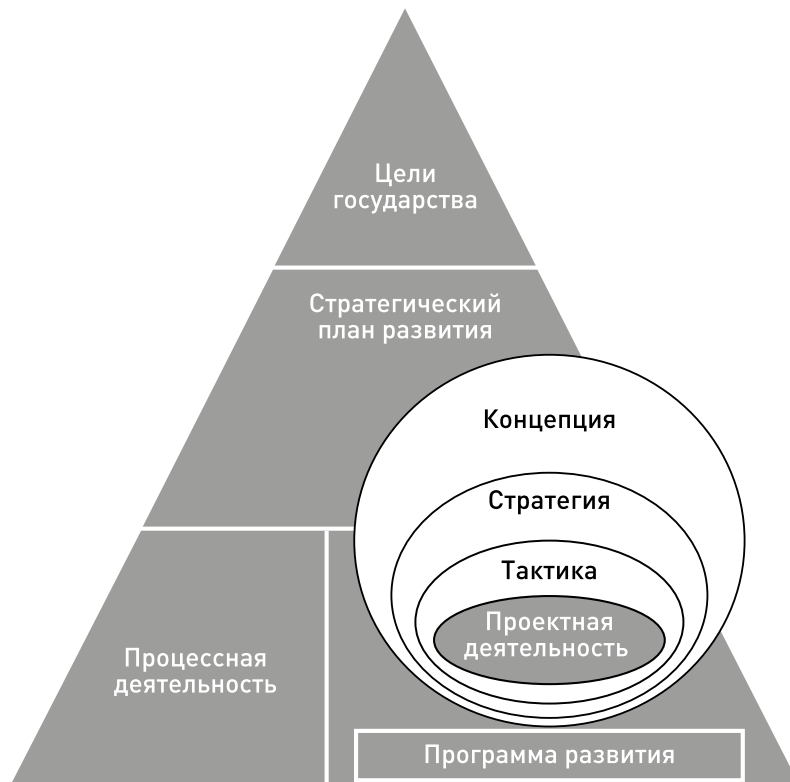 Цели
государства
Стратегический
план развития
Концепция
Стратегия
Тактика
Проектная
деятельность
Процессная
деятельность
Программа развития